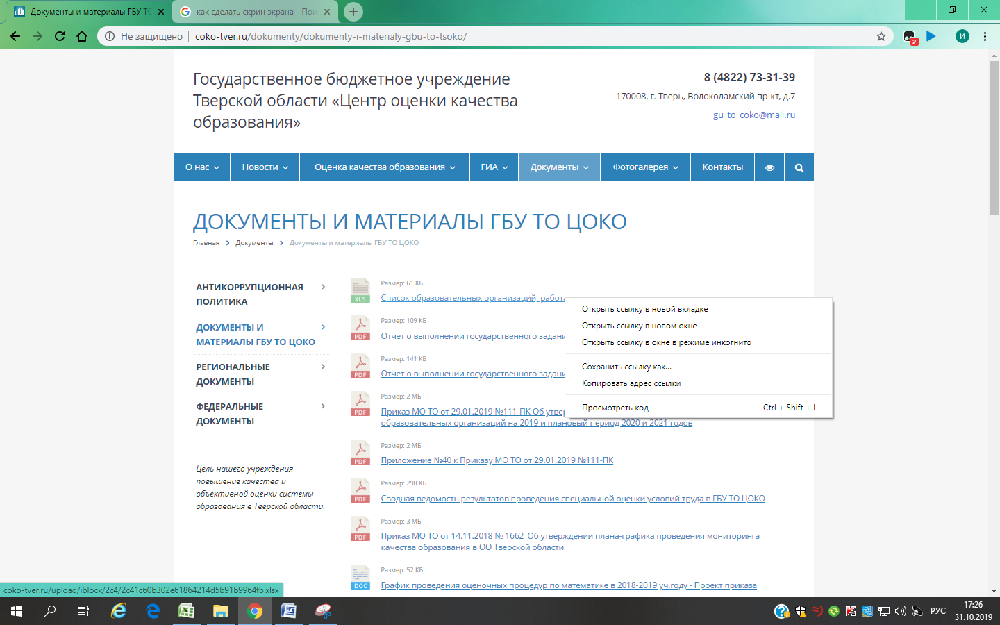 Документы и материалы ГБУ ТС
как сделать скрин экрана - Пои
Не защищено
coko-tver.ru/dokumenty/dokumenty-i-materialy-gbu-to-tsoko/
2
И
Государственное бюджетное учреждение
Тверской области «Центр оценки качества
образования»
8 (4822) 73-31-39
170008, г. Тверь, Волоколамский пр-кт, д.7
gu_to_coko@mail.ru
О нас
Новости
Оценка качества образования
ГИА
Документы
Фотогалерея
Контакты
ДОКУМЕНТЫ И МАТЕРИАЛЫ ГБУ ТО ЦОКО
Главная
Документы
Документы и материалы ГБУ ТО ЦОКО
АНТИКОРРУПЦИОННАЯ
ПОЛИТИКА
ДОКУМЕНТЫ И
МАТЕРИАЛЫ ГБУ ТО ЦОКО
РЕГИОНАЛЬНЫЕ
ДОКУМЕНТЫ
ФЕДЕРАЛЬНЫЕ
ДОКУМЕНТЫ
Цель нашего учреждения —
повышение качества и
объективной оценки системы
образования в Тверской области.
XLS
Размер: 61 КБ
Список образовательных организаций,
PDF
Размер: 109 КБ
Отчет о выполнении государственного задани
PDF
Размер: 141 КБ
Отчет о выполнении государственного задани
PDF
Размер: 2 МБ
Приказ МО ТО от 29.01.2019 №111-ПК Об утвер
образовательных организаций на 2019 и плановый период 2020 и 2021 годов
PDF
Размер: 2 МБ
Приложение №40 к Приказу МО ТО от 29.01.2019 №111-ПК
PDF
Размер: 298 КБ
Сводная ведомость результатов проведения специальной оценки условий труда в ГБУ ТО ЦОКО
PDF
Размер: 3 МБ
Приказ МО ТО от 14.11.2018 № 1662 Об утверждении плана-графика проведения мониторинга
качества образования в ОО Тверской области
DOC
Размер: 52 КБ
График проведения оценочных процедур по математике в 2018-2019 уч.году - Проект приказа
Открыть ссылку в новой вкладке
Открыть ссылку в новом окне
Открыть ссылку в окне в режиме инкогнито
Сохранить ссылку как...
Копировать адрес ссылки
Просмотреть код
Ctrl + Shift + I
coko-tver.ru/upload/iblock/2c4/2c41c60b302e61864214d5b91b9964fb.xlsx
РУС
17:26
31.10.2019